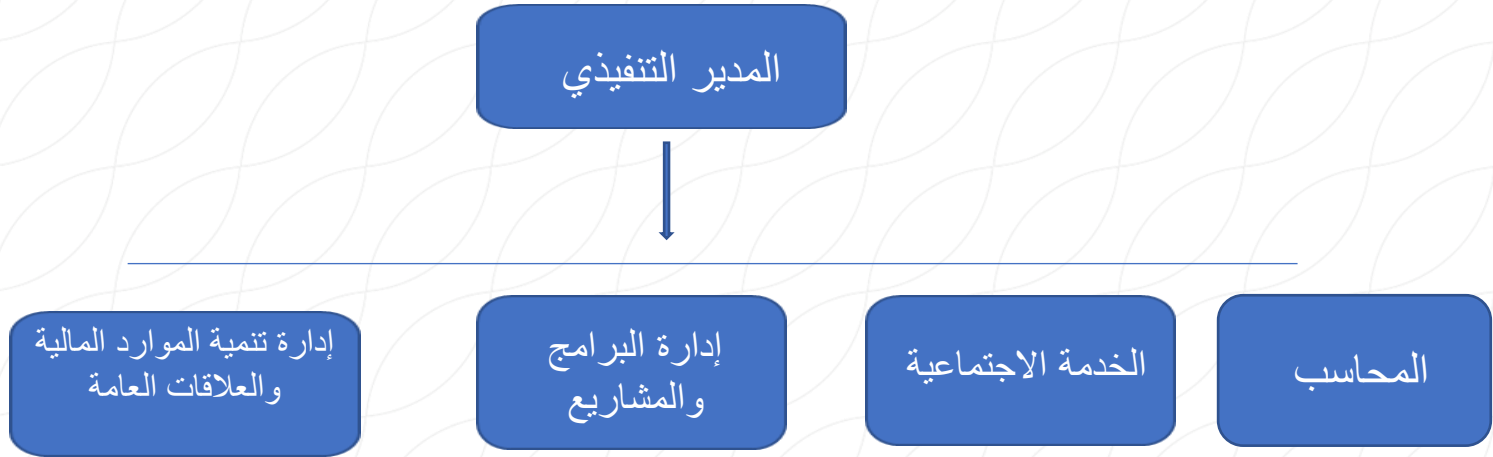 المدير التنفيذي
المحاسب
الخدمة الاجتماعية
إدارة البرامج
والمشاريع
إدارة تنمية الموارد المالية
والعلاقات العامة